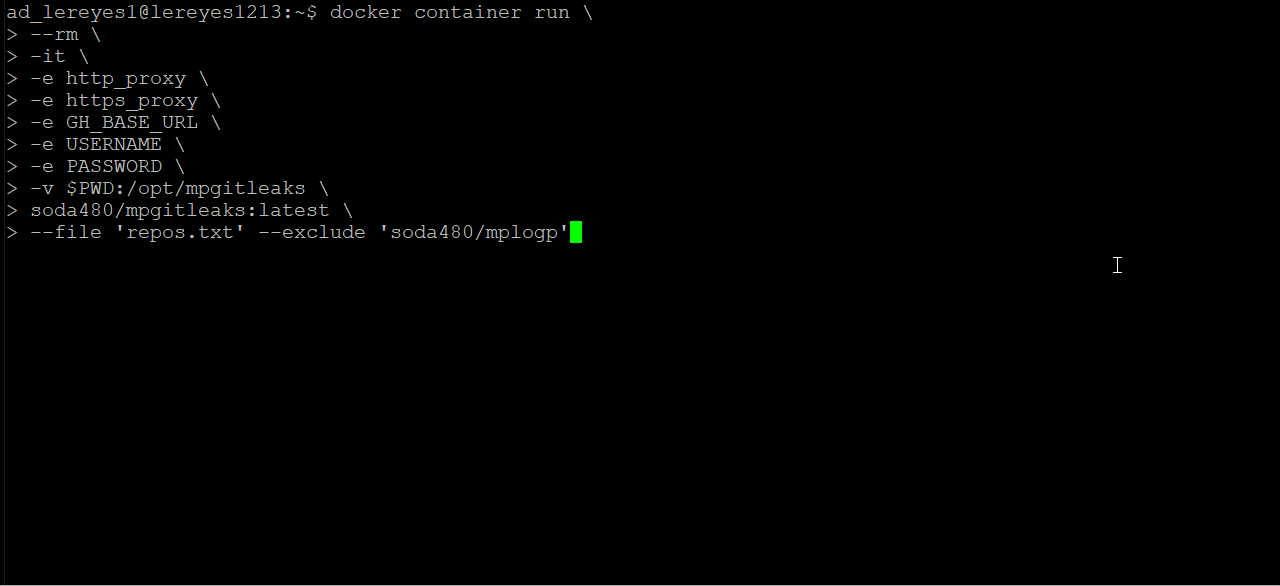 ad_lereyes1@lereyes1213:~$ docker container run \
> --rm \
> -it \
> -e http_proxy \
> -e https_proxy \
> -e GH_BASE_URL \
> -e USERNAME \
> -e PASSWORD \
> -v $PWD:/opt/mpgitleaks \
> soda480/mpgitleaks:latest \
> --file 'repos.txt' --exclude 'soda480/mplogp'